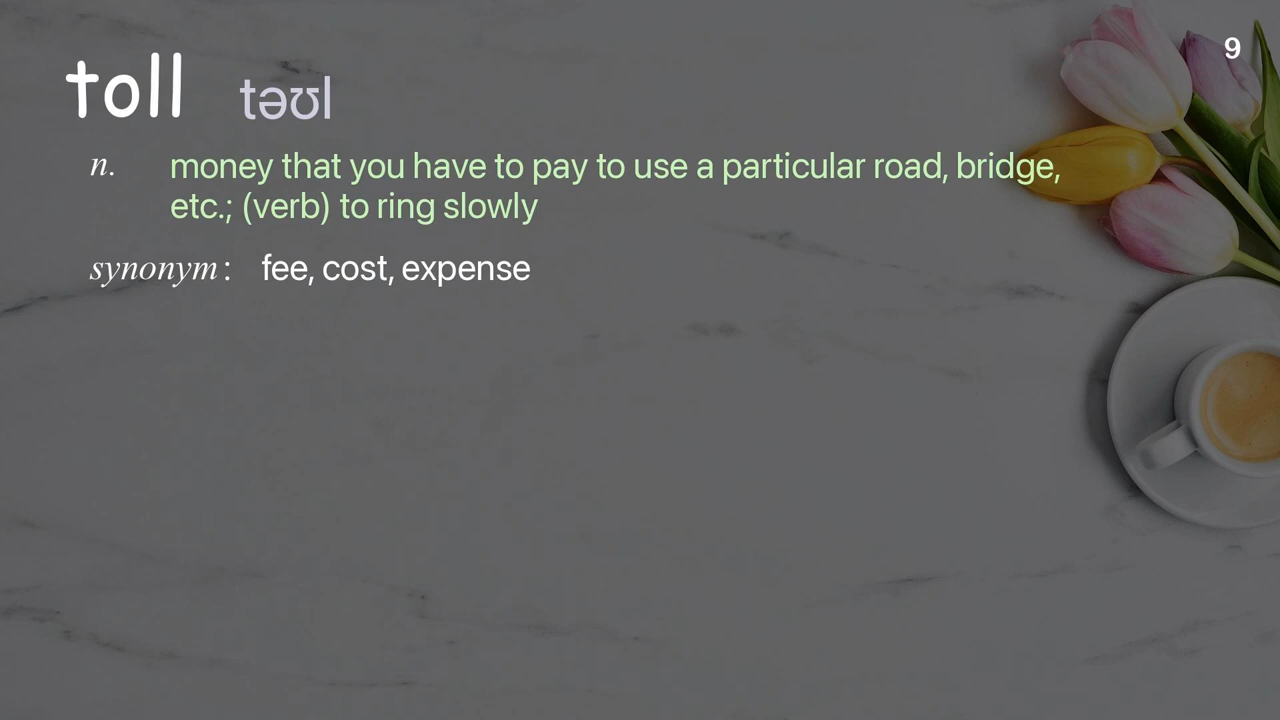 9
toll təʊl
n. money that you have to pay to use a particular road, bridge,
etc.; (verb) to ring slowly
synonym: fee, cost, expense